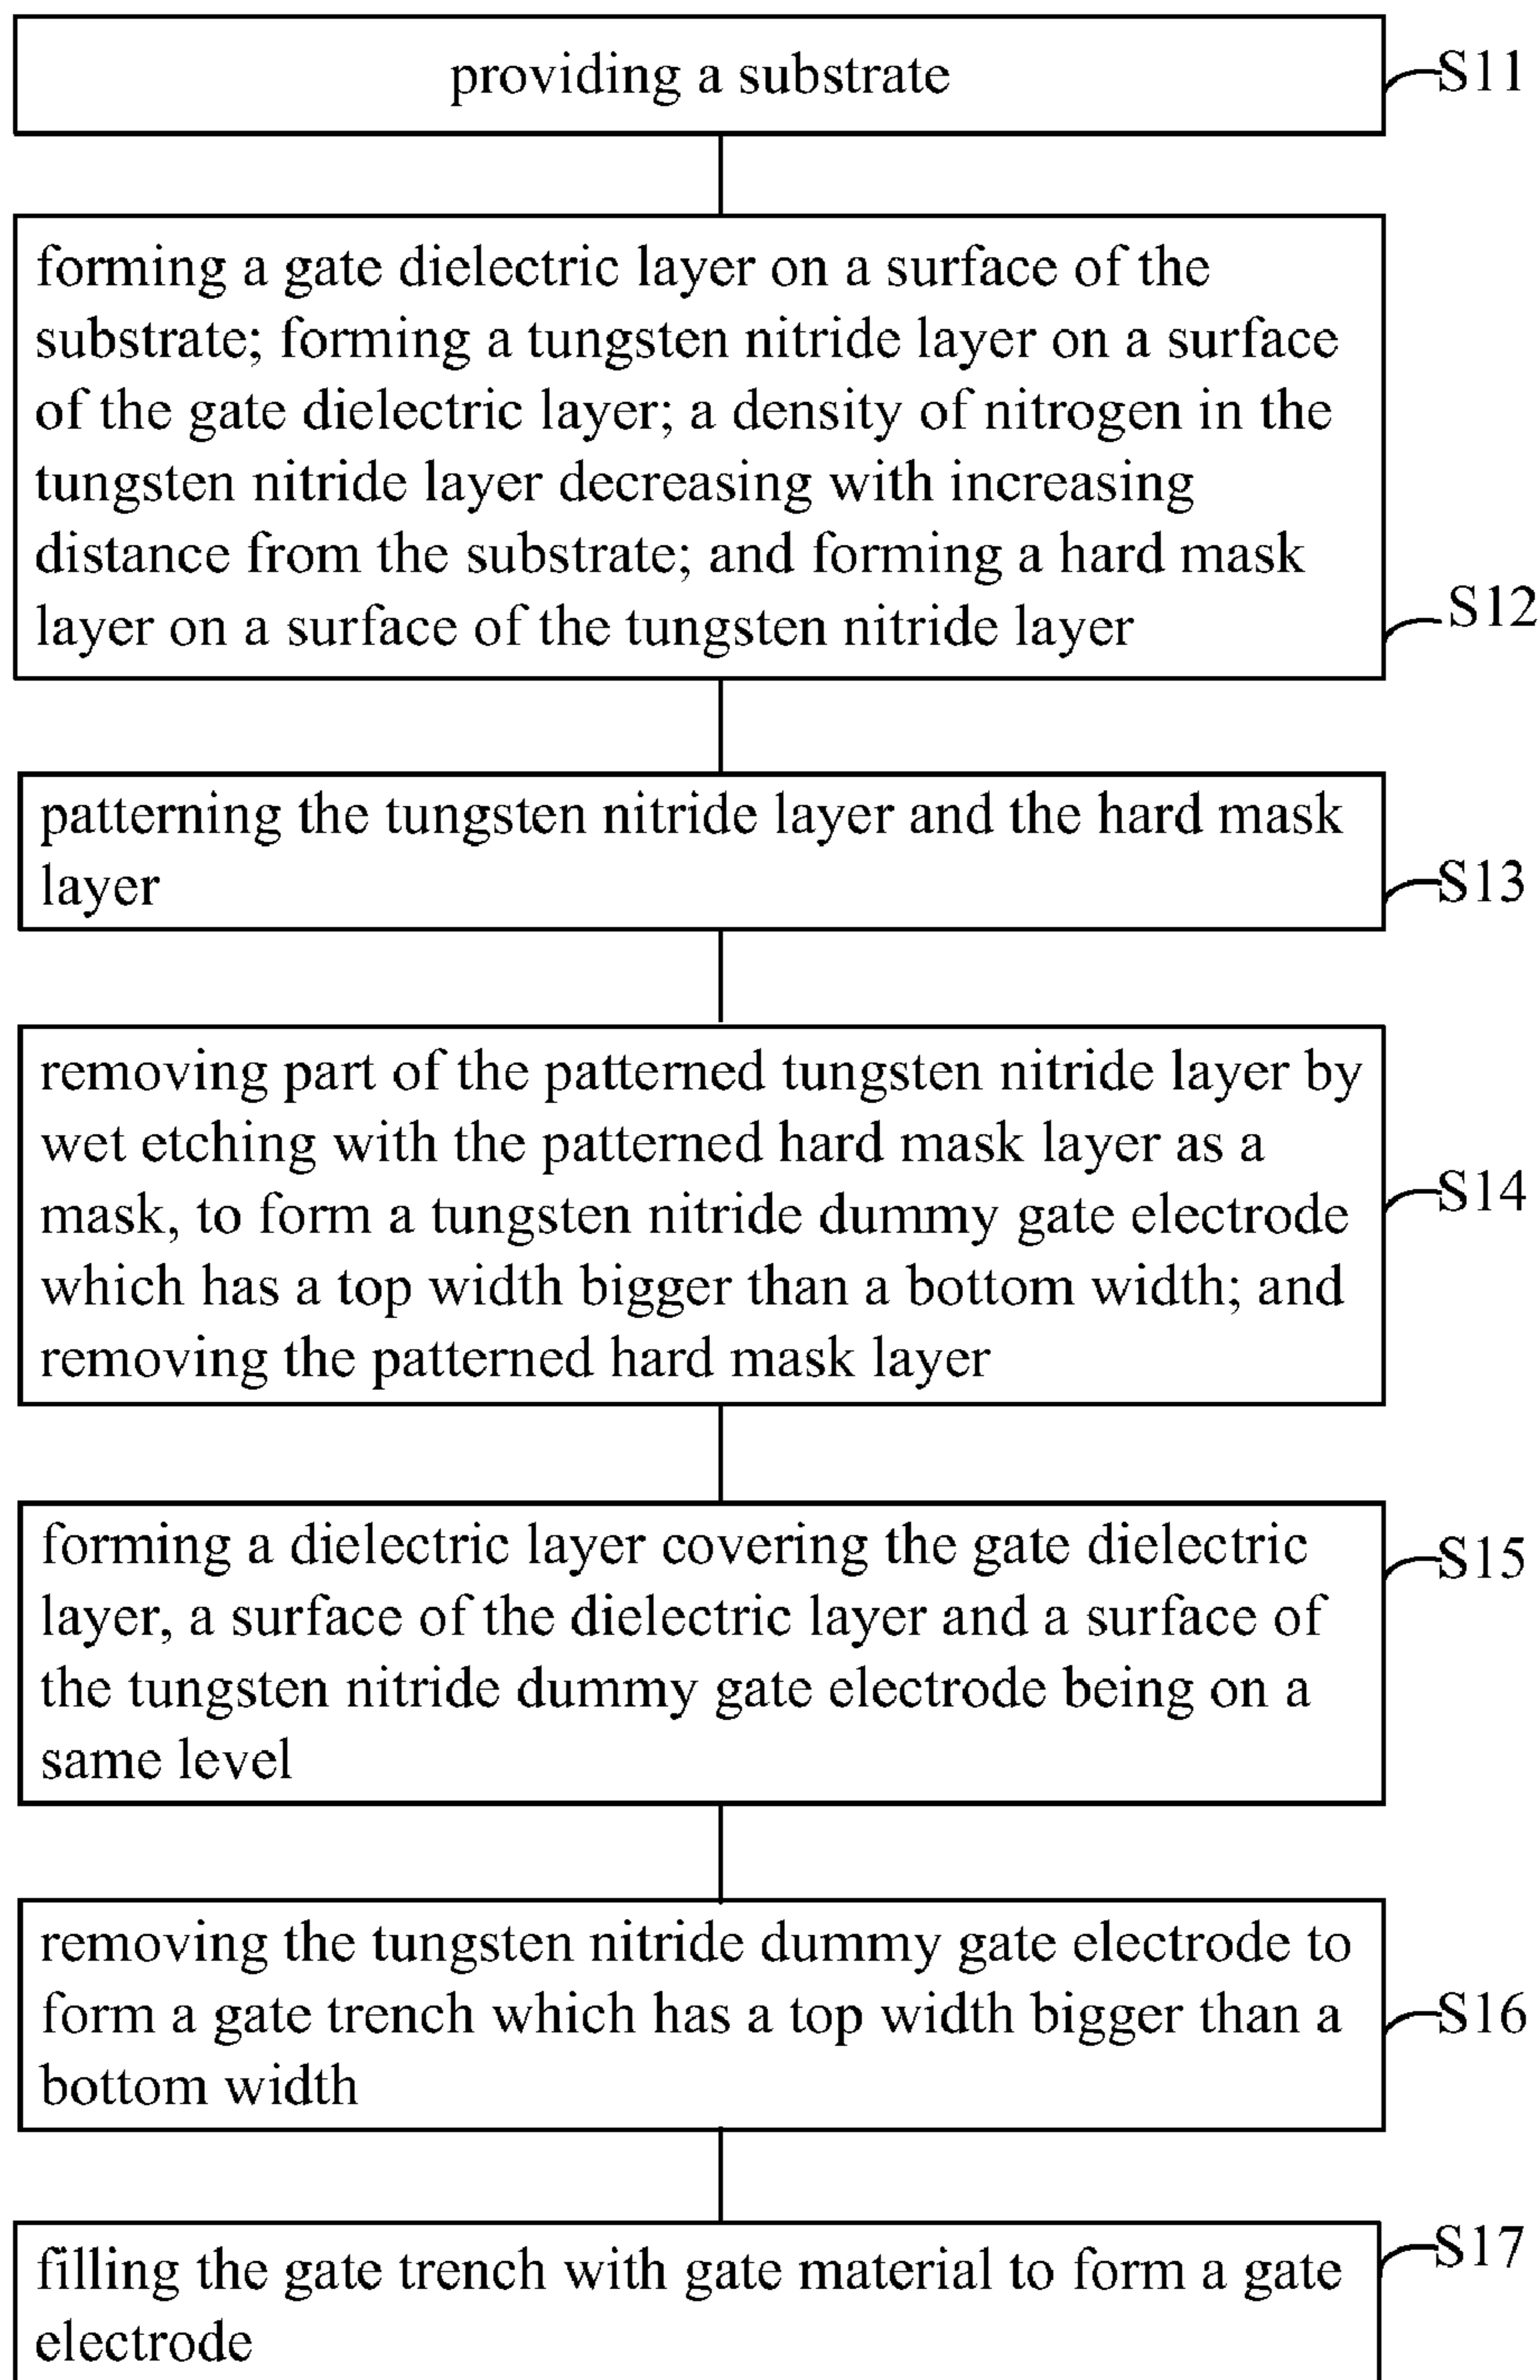 providing a substrate
S11
forming a gate dielectric layer on a surface of the
substrate; forming a tungsten nitride layer on a surface
of the gate dielectric layer; a density of nitrogen in the
tungsten nitride layer decreasing with increasing
distance from the substrate; and forming a hard mask
layer on a surface of the tungsten nitride layer
S12
patterning the tungsten nitride layer and the hard mask
layer
S13
removing part of the patterned tungsten nitride layer by
wet etching with the patterned hard mask layer as a
mask, to form a tungsten nitride dummy gate electrode
which has a top width bigger than a bottom width; and
removing the patterned hard mask layer
S14
forming a dielectric layer covering the gate dielectric
layer, a surface of the dielectric layer and a surface of
the tungsten nitride dummy gate electrode being on a
same level
S15
removing the tungsten nitride dummy gate electrode to
form a gate trench which has a top width bigger than a
bottom width
S16
filling the gate trench with gate material to form a gate
electrode
S17